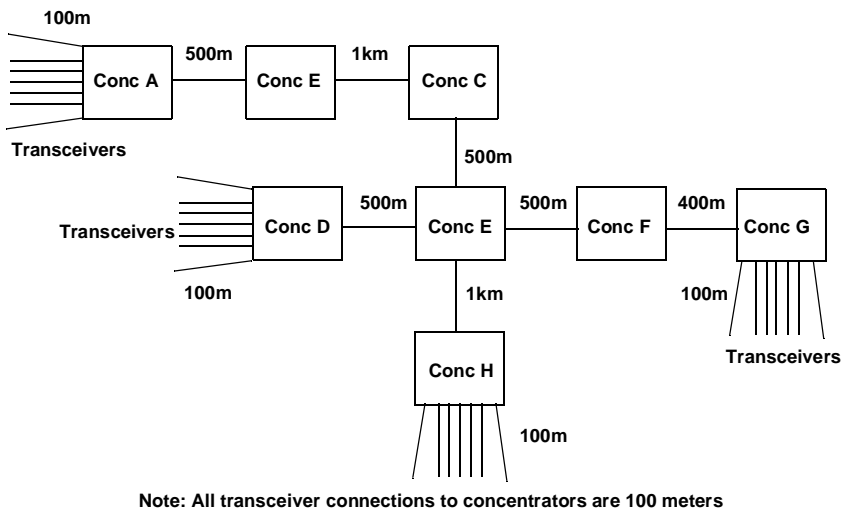 100m
500m
1km
Conc A
Conc E
Conc C
Transceivers
500m
500m
500m
400m
Transceivers
Conc D
Conc E
Conc F
Conc G
100m
1km
100m
Transceivers
Conc H
100m
Note: All transceiver connections to concentrators are 100 meters